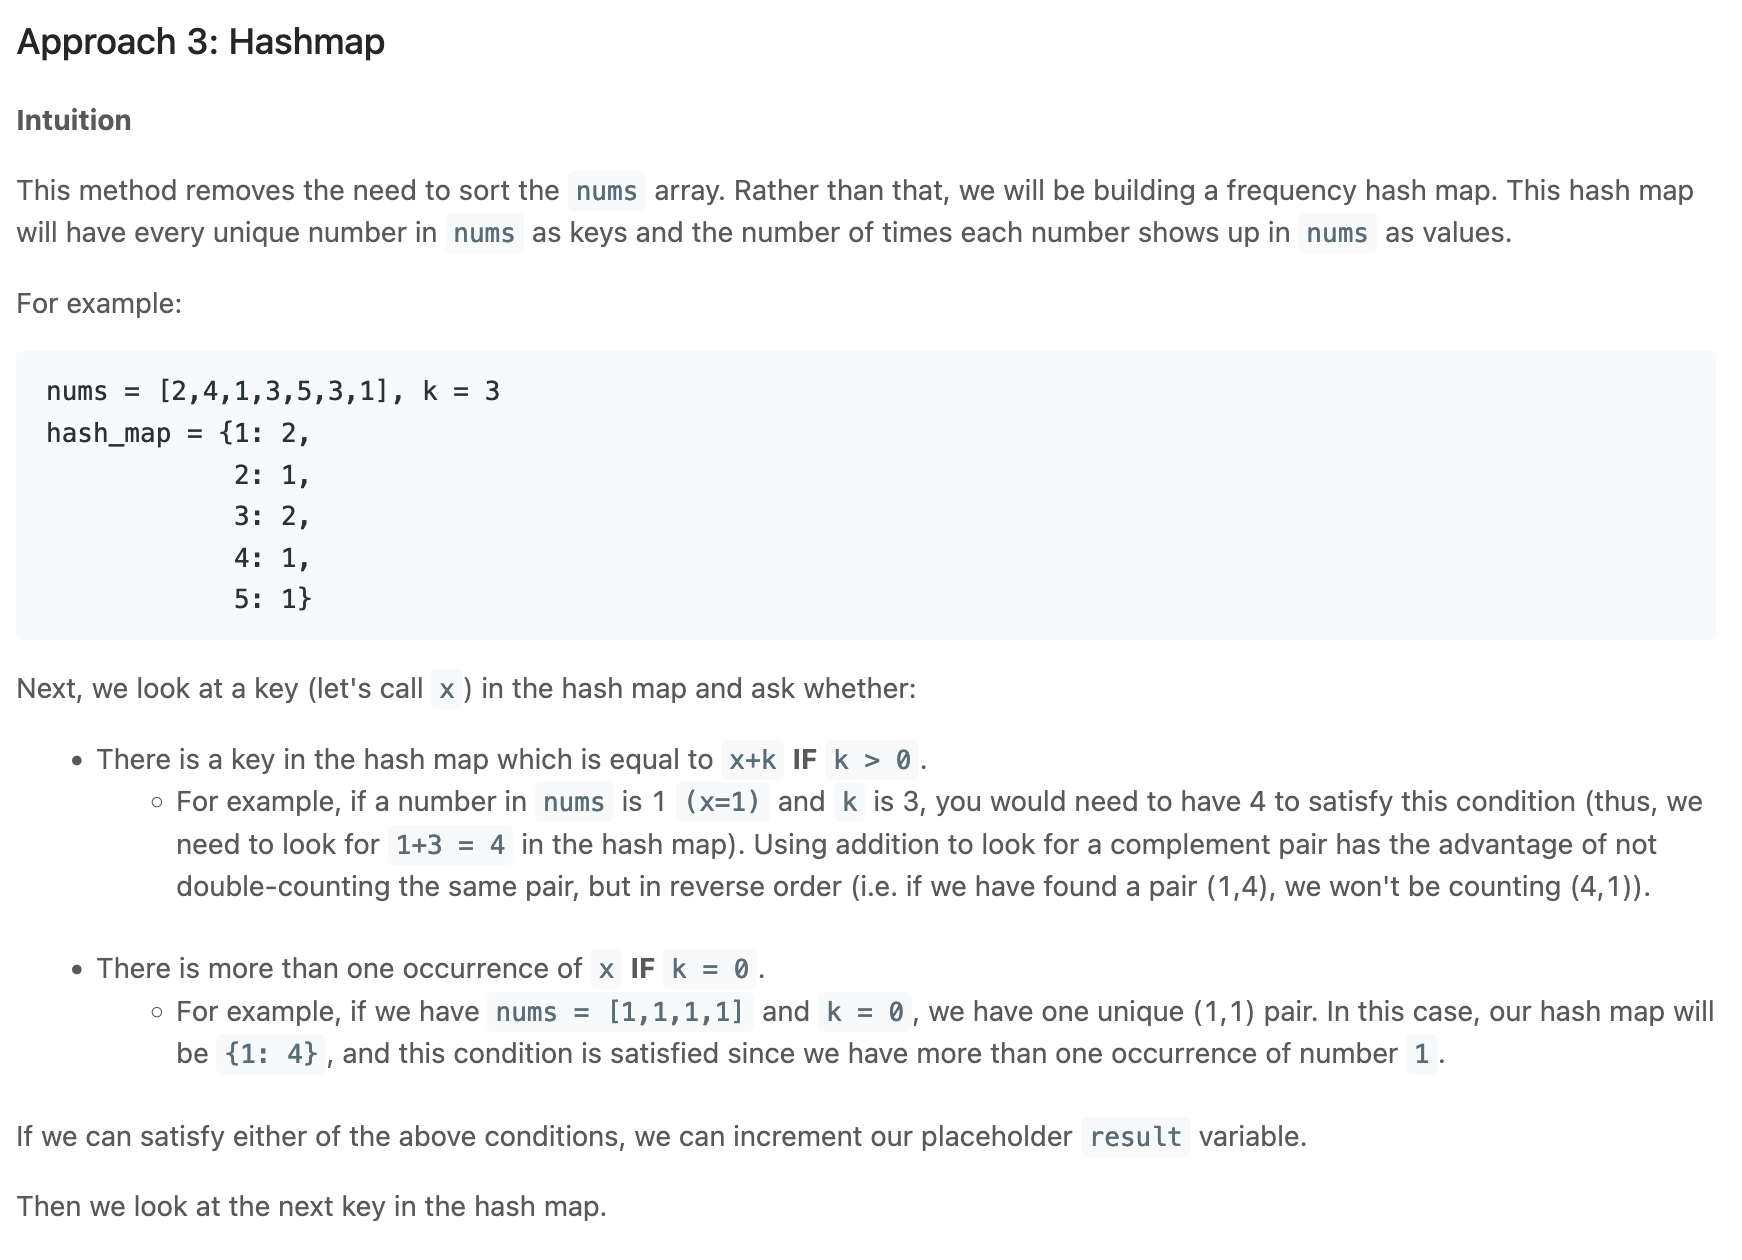 Approach 3: Hashmap
Intuition
This method removes the need to sort the nums array. Rather than that, we will be building a frequency hash map. This hash map
will have every unique number in nums as keys and the number of times each number shows up in nums as values.
For example:
nums = [2,4,1,3,5,3,1], k = 3
hash_map = {1: 2,
            2: 1,
            3: 2,
            4: 1,
            5: 1}
Next, we look at a key (let's call x ) in the hash map and ask whether:
• There is a key in the hash map which is equal to x+k IF k > 0 .
◦ For example, if a number in nums is 1 (x=1) and k is 3, you would need to have 4 to satisfy this condition (thus, we
need to look for 1+3 = 4 in the hash map). Using addition to look for a complement pair has the advantage of not
double-counting the same pair, but in reverse order (i.e. if we have found a pair (1,4), we won't be counting (4,1)).
• There is more than one occurrence of x IF k = 0 .
◦ For example, if we have nums = [1,1,1,1] and k = 0 , we have one unique (1,1) pair. In this case, our hash map will
be {1: 4} , and this condition is satisfied since we have more than one occurrence of number 1 .
If we can satisfy either of the above conditions, we can increment our placeholder result variable.
Then we look at the next key in the hash map.